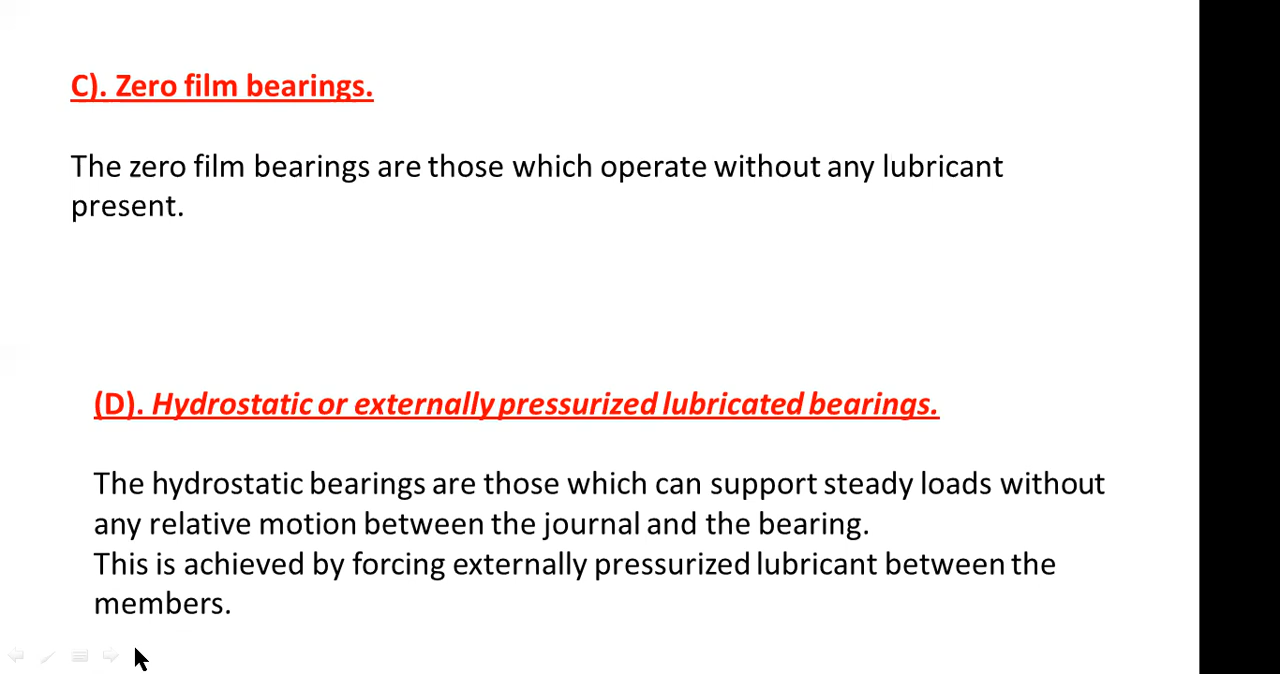 C). Zero film bearings.
The zero film bearings are those which operate without any lubricant
present.
(D). Hydrostatic or externally pressurized lubricated bearings.
The hydrostatic bearings are those which can support steady loads without
any relative motion between the journal and the bearing.
This is achieved by forcing externally pressurized lubricant between the
members.